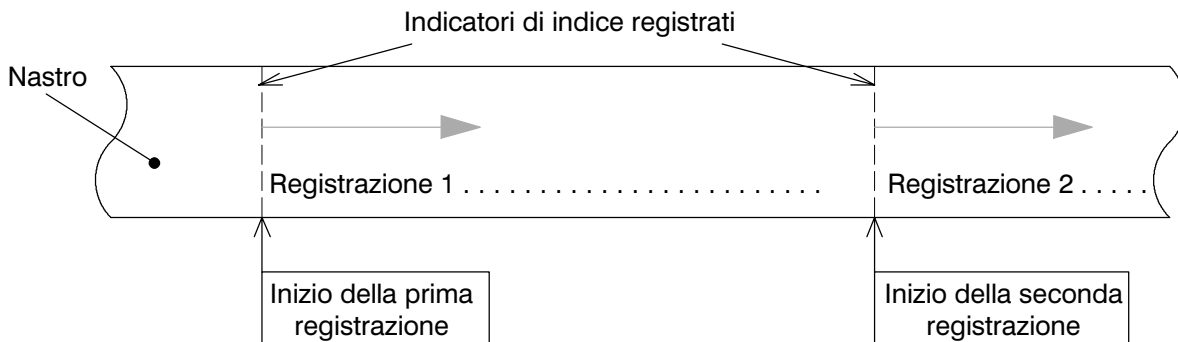 Indicatori di indice registrati
Nastro
Registrazione 1 . . . . . . . . . . . . . . . . . . . . . . . .
Registrazione 2 . . . . .
Inizio della prima
registrazione
Inizio della seconda
registrazione